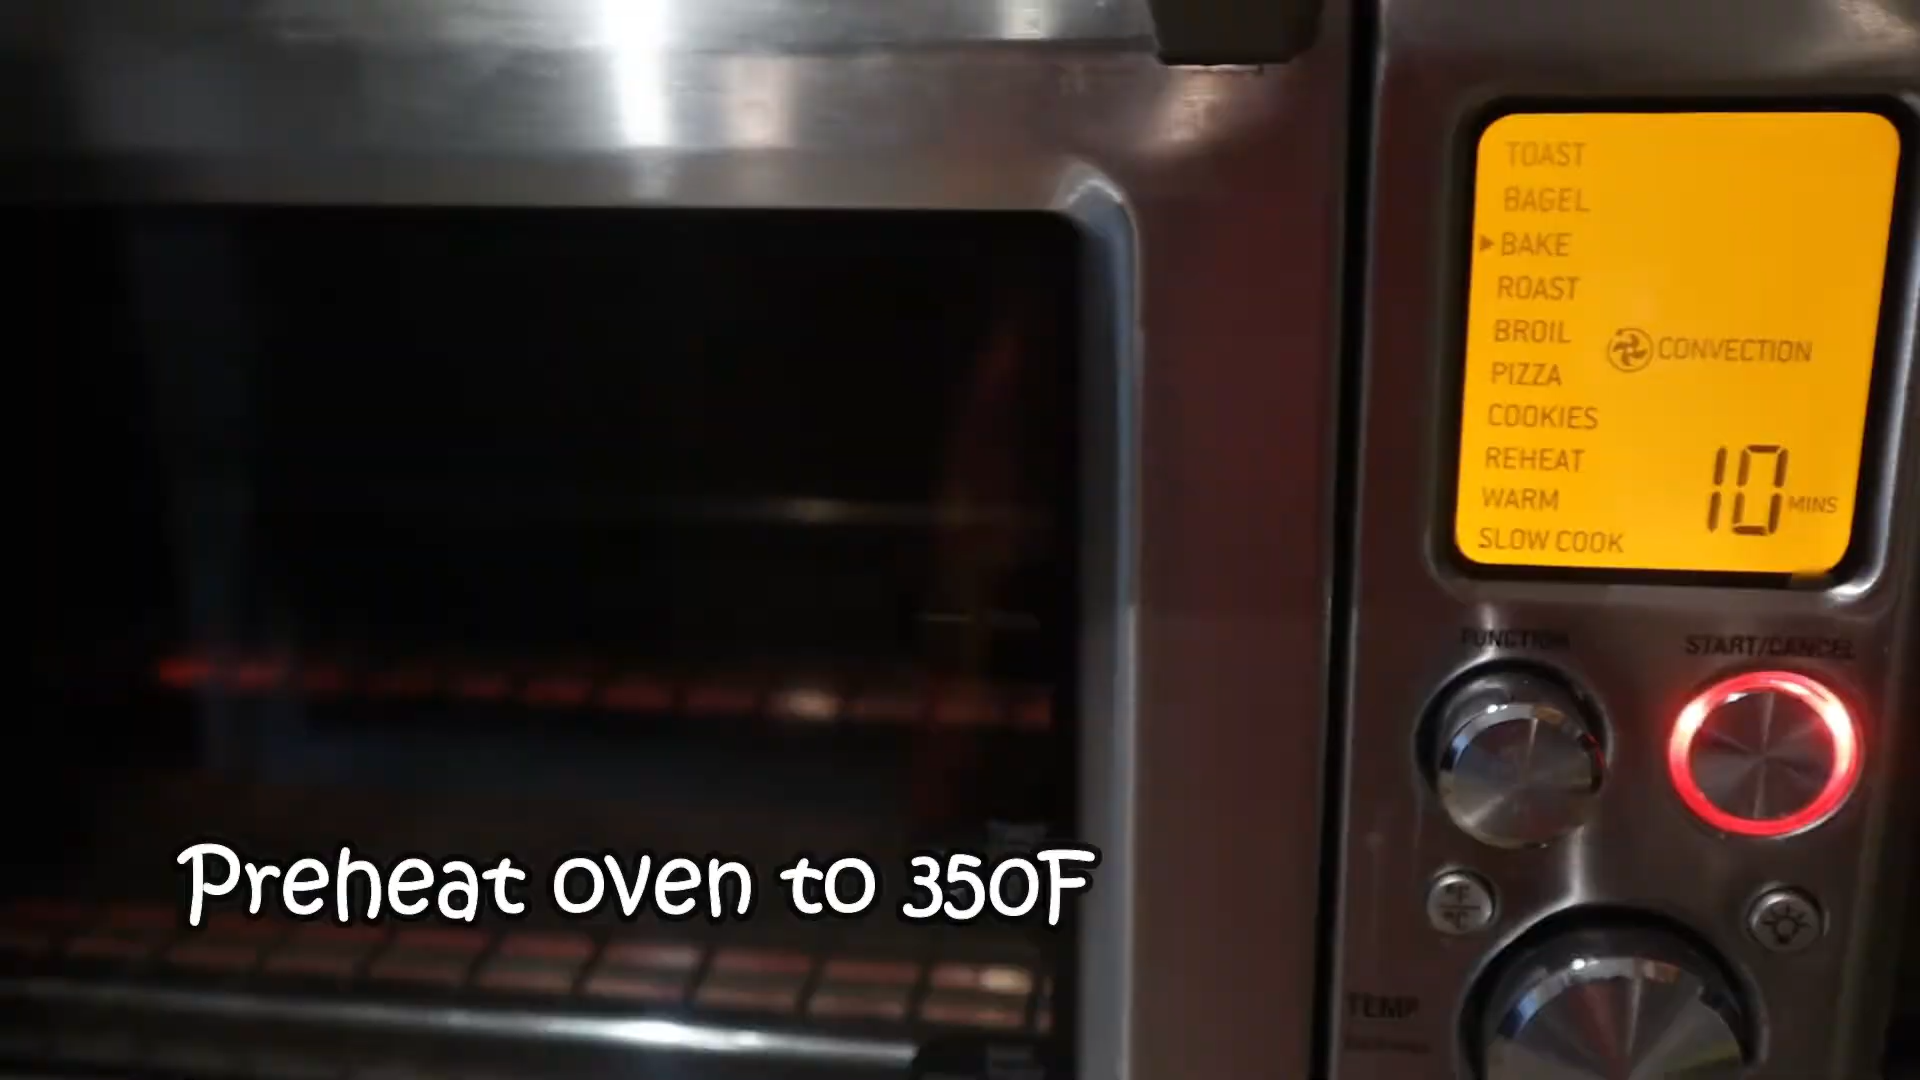 TOAST
BAGEL
BAKE
ROAST
BROIL
CONVECTION
PIZZA
COOKIES
REHEAT
WARM
10 MINS
SLOW COOK
FUNCTION
START/CANCEL
°F
°C
TEMP
Preheat oven to 350F